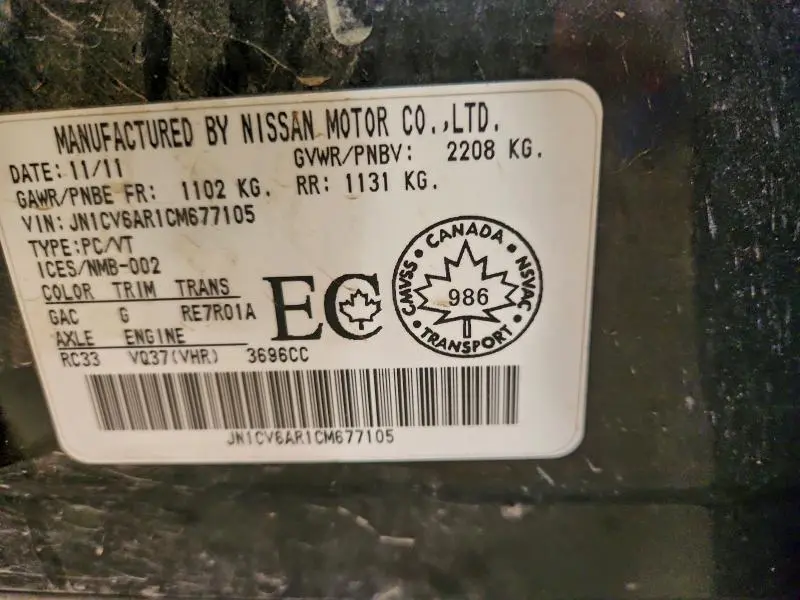 MANUFACTURED BY NISSAN MOTOR CO.,LTD.
DATE: 11/11 GVWR/PNBV: 2208 KG.
GAWR/PNBE FR: 1102 KG. RR: 1131 KG.
VIN: JN1CV6AR1CM677105
TYPE:PC/VT
ICES/NMB-002
COLOR TRIM TRANS
GAC G RE7R01A
AXLE ENGINE
RC33 VQ37(VHR) 3696CC
EC
CANADA
CMVSS 986 NSVAC
TRANSPORT
JN1CV6AR1CM677105